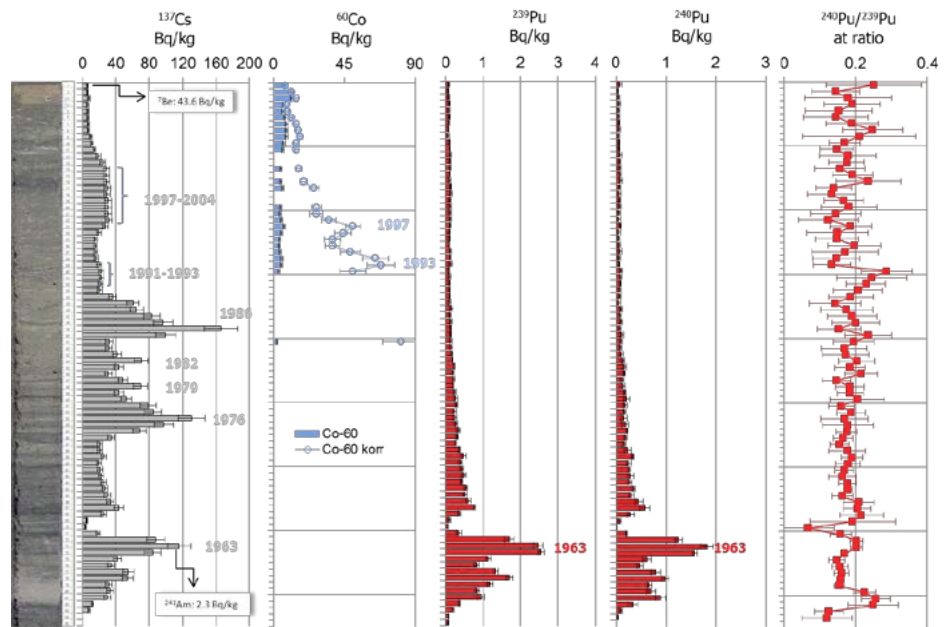 137Cs
Bq/kg
60Co
Bq/kg
239Pu
Bq/kg
240Pu
Bq/kg
240Pu/239Pu
at ratio
0 40 80 120 160 200
0 45 90
0 1 2 3 4
0 1 2 3
0 0.2 0.4
7Be: 43.6 Bq/kg
1997-2004
1997
1991-1993
1993
1986
1982
1979
1976
Co-60
Co-60 korr
1963
1963
1963
241Am: 2.3 Bq/kg